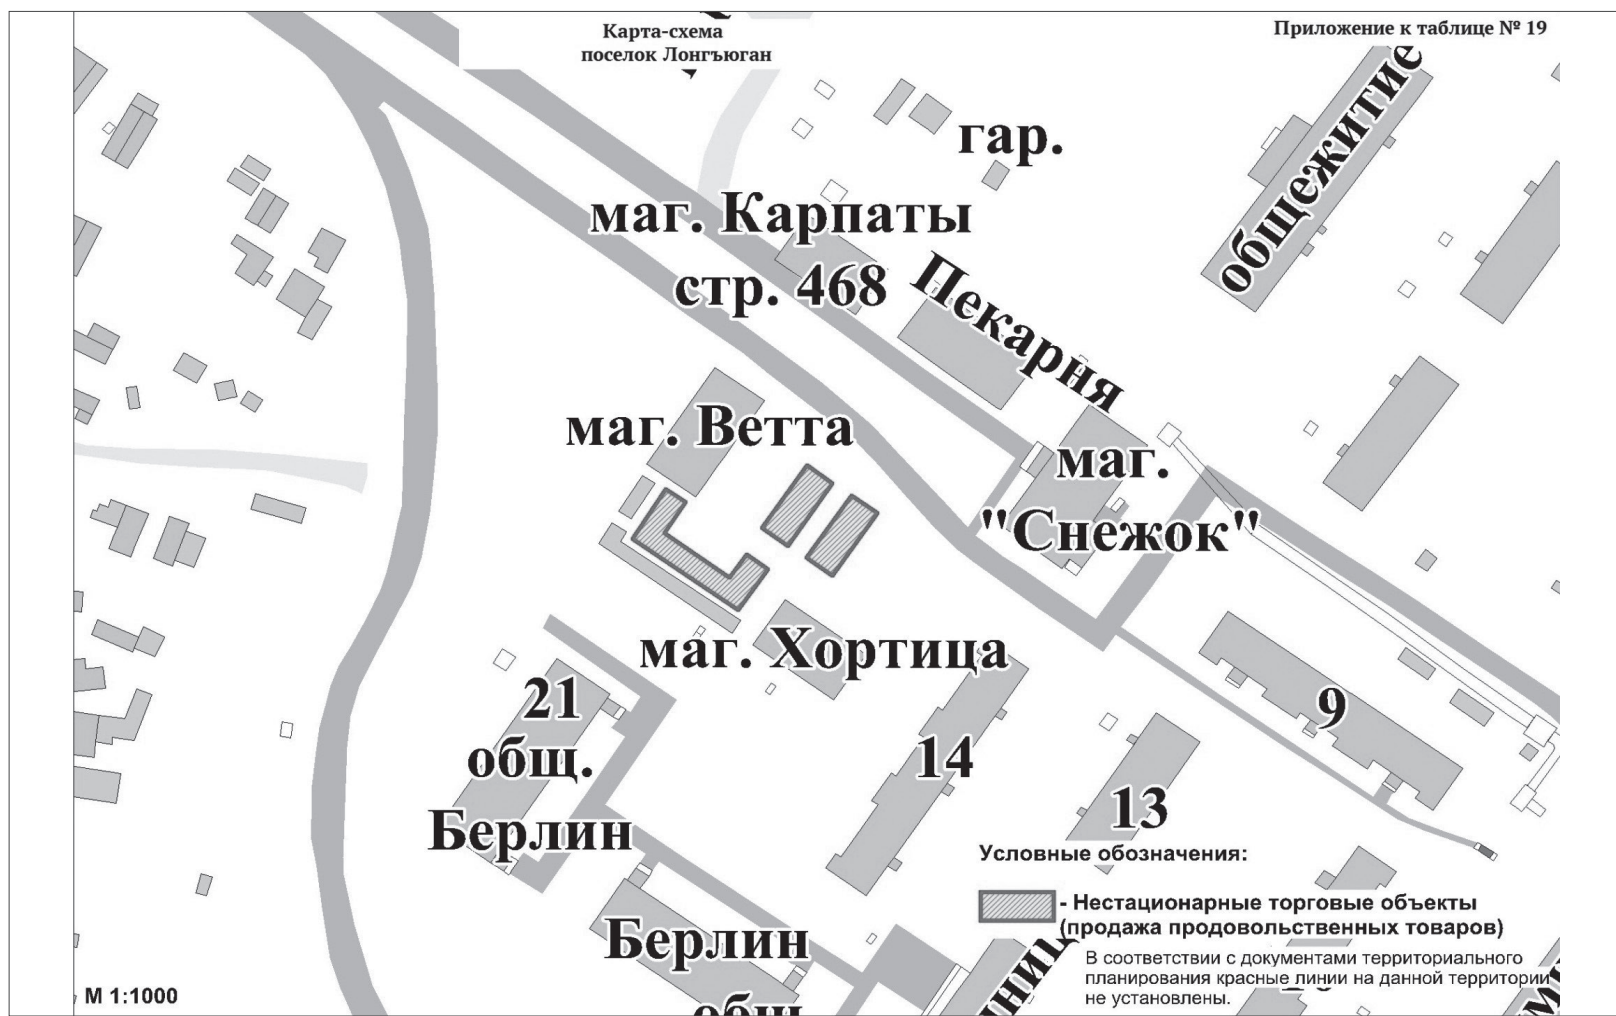 Карта-схема
поселок Лонгъюган
Приложение к таблице № 19
общежитие
гар.
маг. Карпаты
стр. 468
Пекарня
маг. Ветта
маг.
"Снежок"
маг. Хортица
21
общ.
Берлин
14
9
13
Берлин
общ
Условные обозначения:
- Нестационарные торговые объекты
(продажа продовольственных товаров)
В соответствии с документами территориального
планирования красные линии на данной территории
не установлены.
М 1:1000